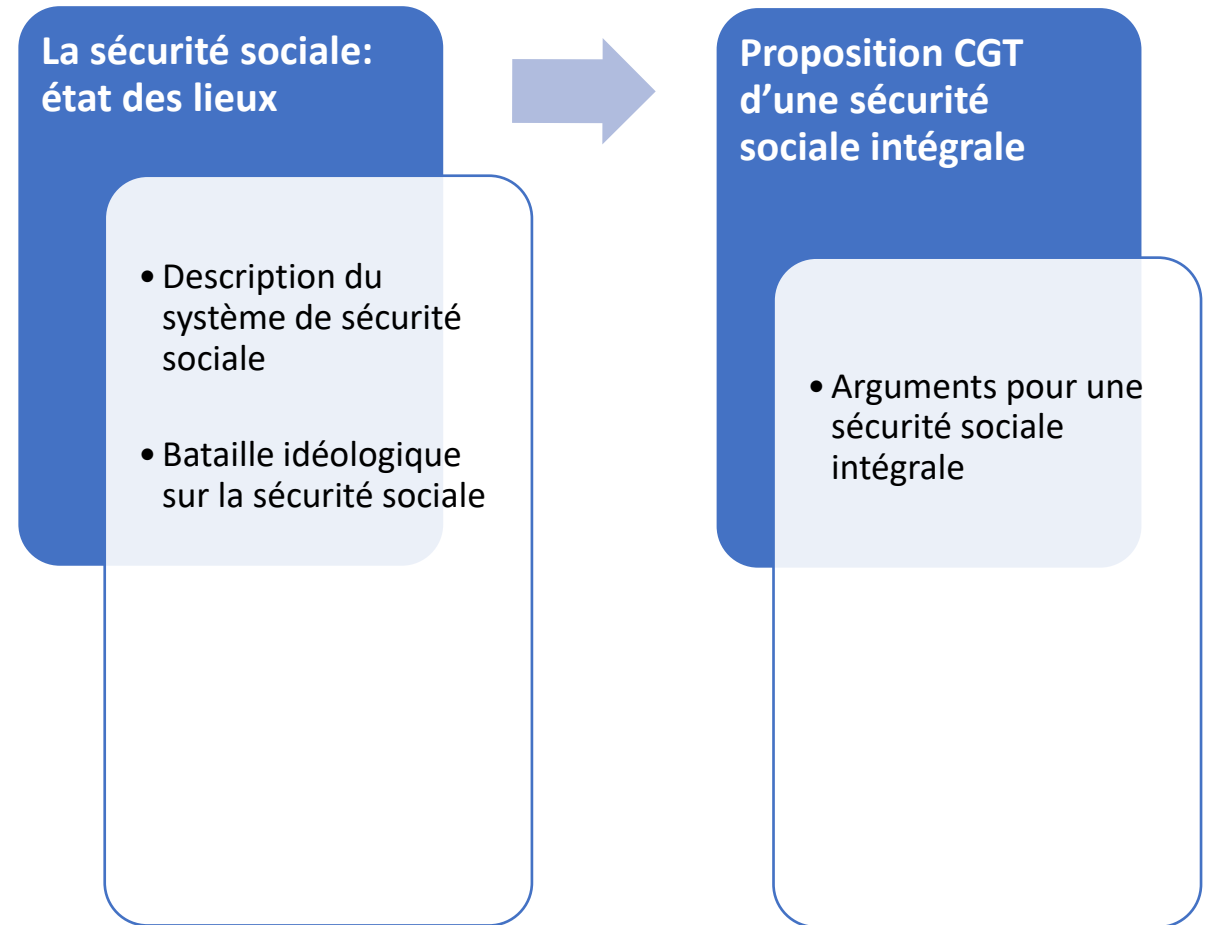 La sécurité sociale:
état des lieux
• Description du
système de sécurité
sociale
• Bataille idéologique
sur la sécurité sociale
Proposition CGT
d’une sécurité
sociale intégrale
• Arguments pour une
sécurité sociale
intégrale